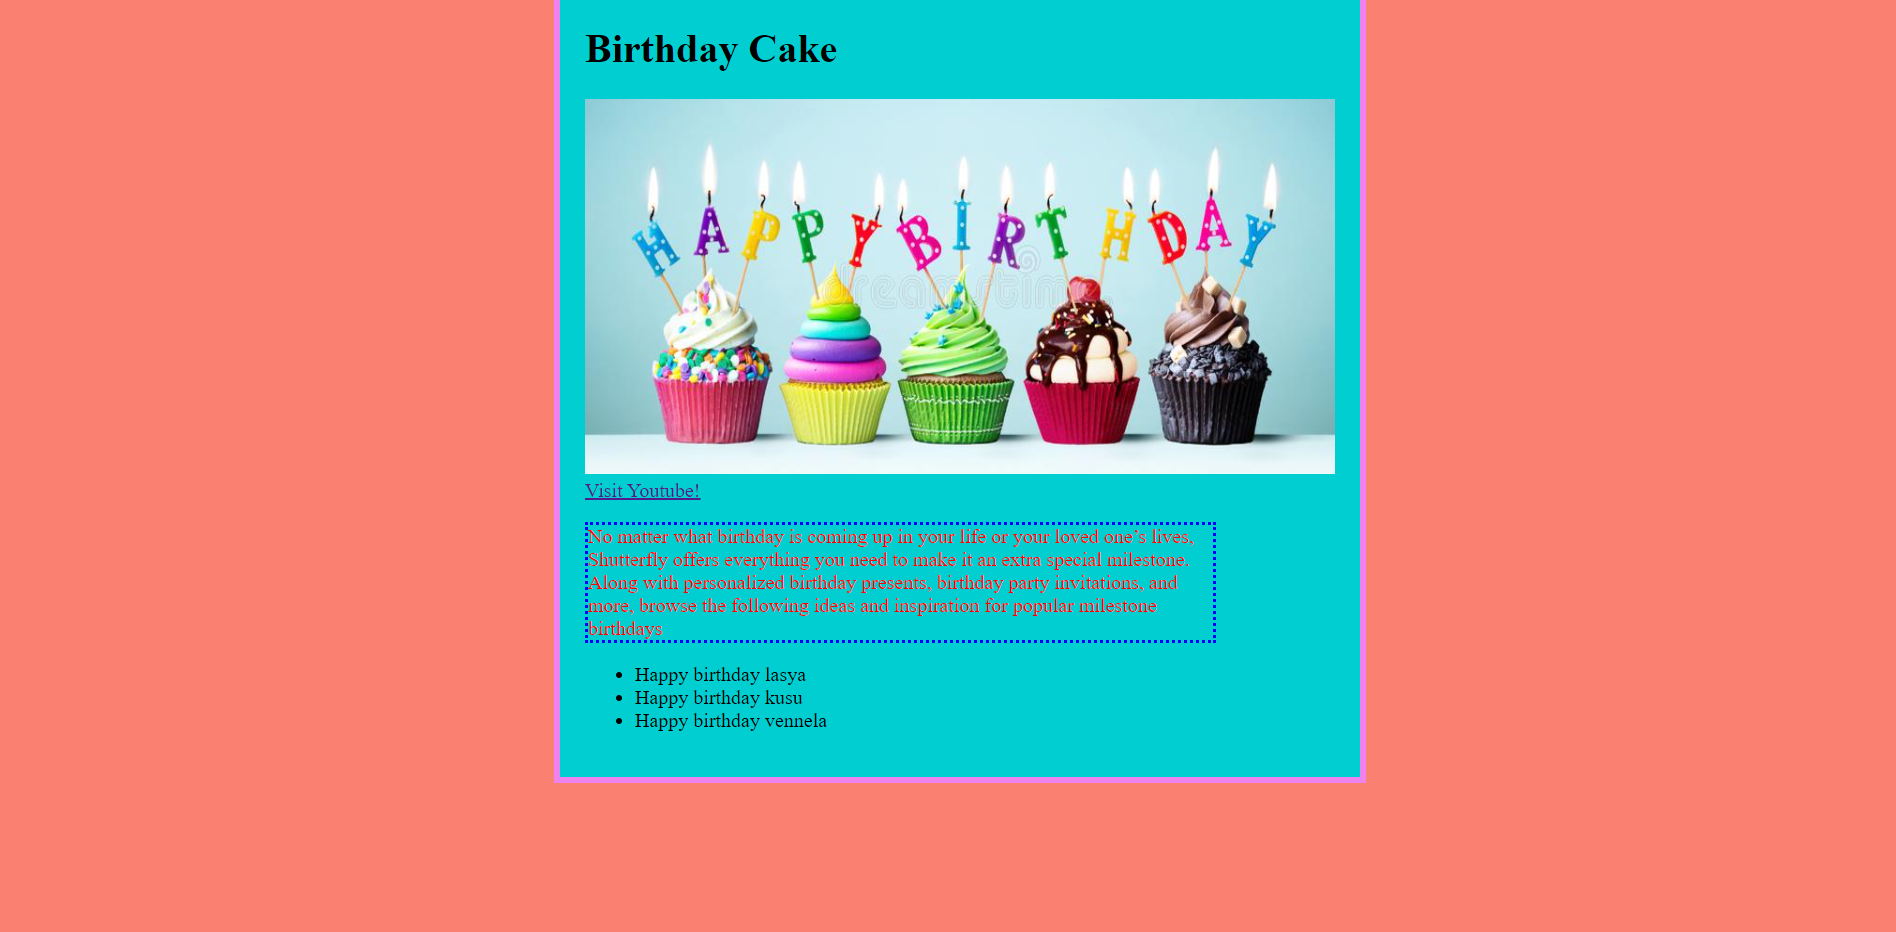 Birthday Cake
HAPPY BIRTHDAY
dreamstime
Visit Youtube!
No matter what birthday is coming up in your life or your loved one’s lives,
Shutterfly offers everything you need to make it an extra special milestone.
Along with personalized birthday presents, birthday party invitations, and
more, browse the following ideas and inspiration for popular milestone
birthdays
Happy birthday lasya
Happy birthday kusu
Happy birthday vennela